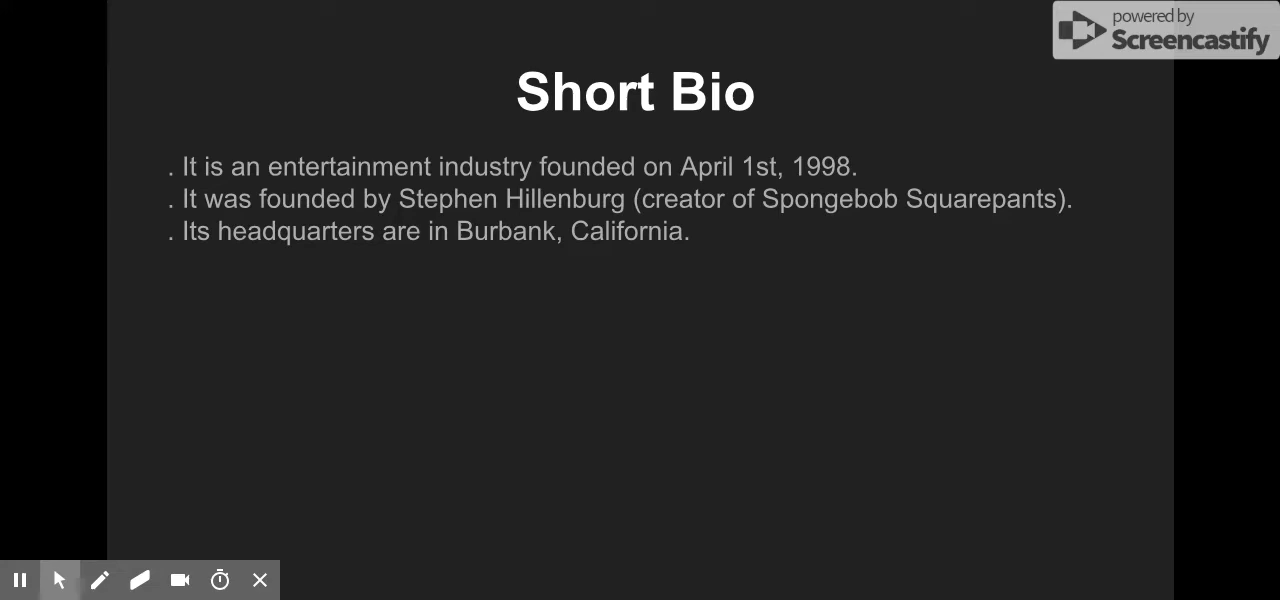 powered by
Screencastify
Short Bio
. It is an entertainment industry founded on April 1st, 1998.
. It was founded by Stephen Hillenburg (creator of Spongebob Squarepants).
. Its headquarters are in Burbank, California.